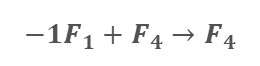 −1F₁ + F₄ → F₄